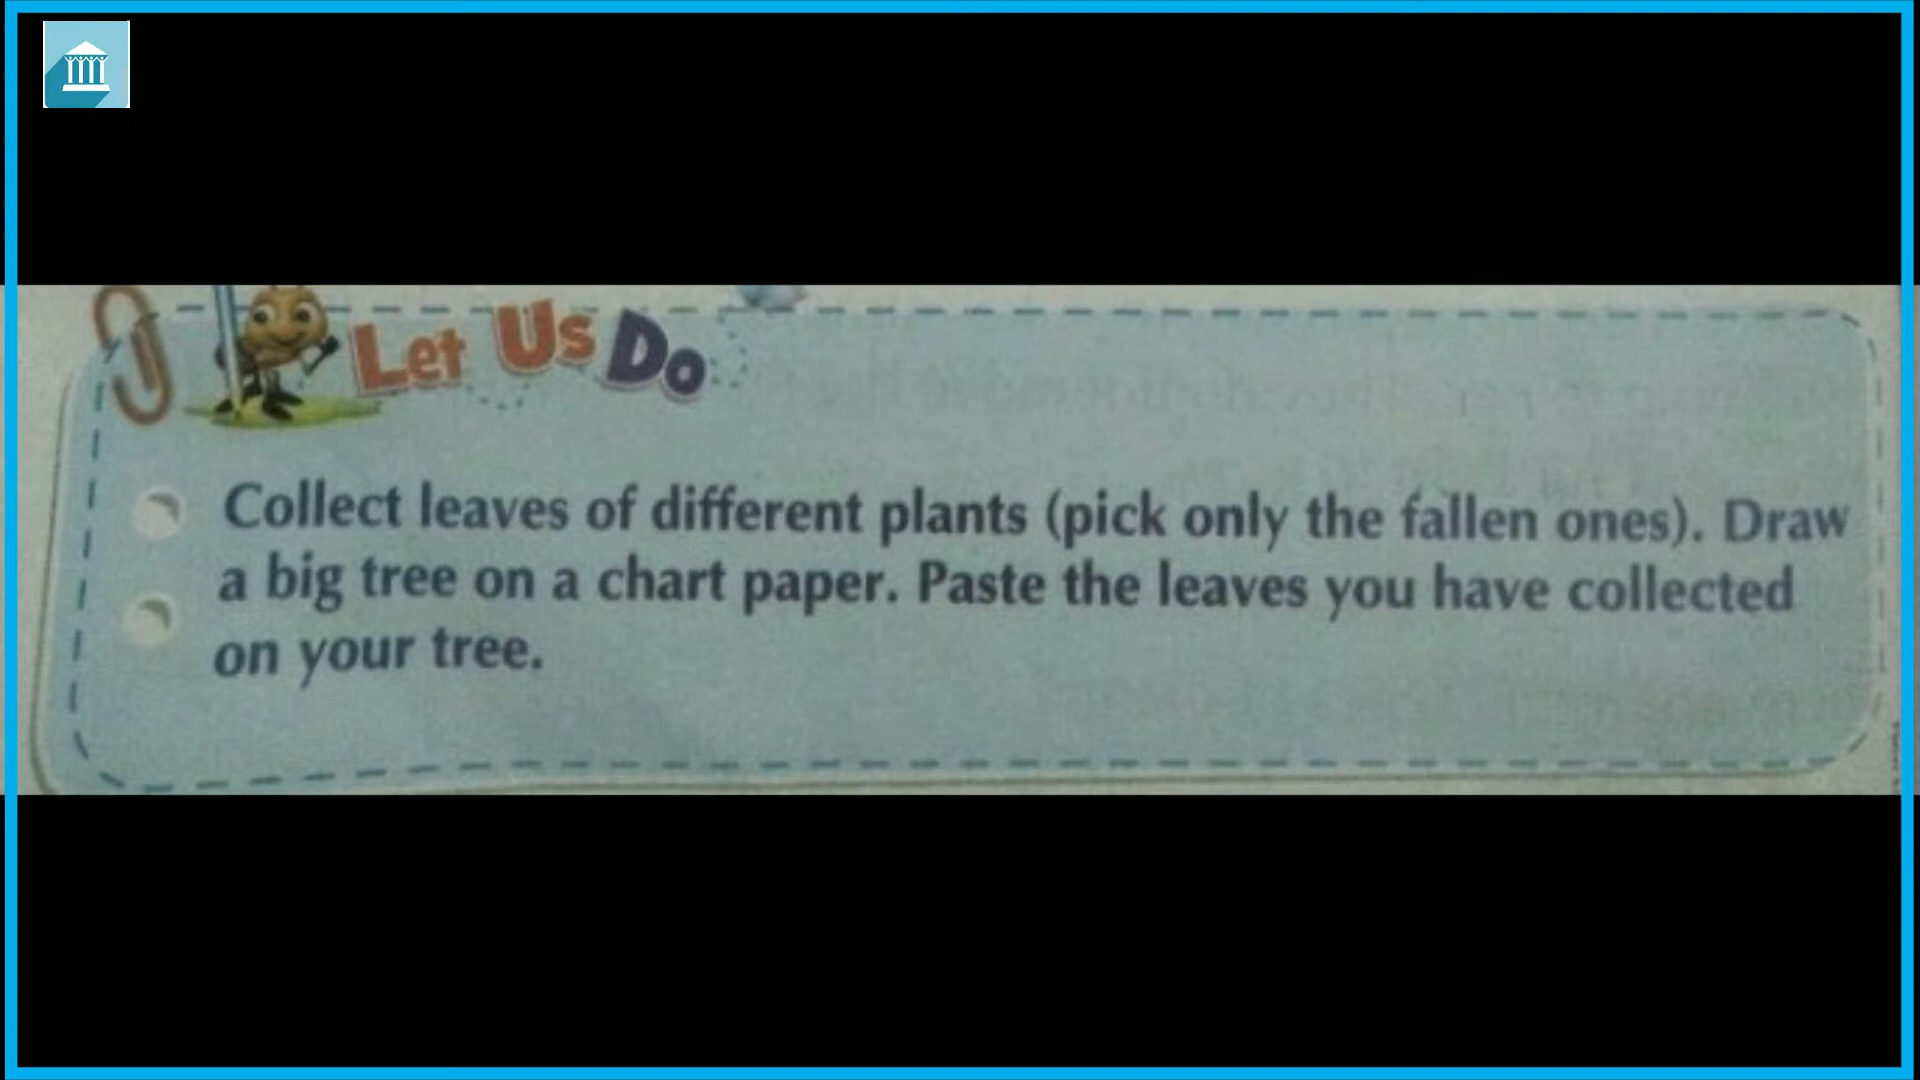 Let Us Do
Collect leaves of different plants (pick only the fallen ones). Draw
a big tree on a chart paper. Paste the leaves you have collected
on your tree.